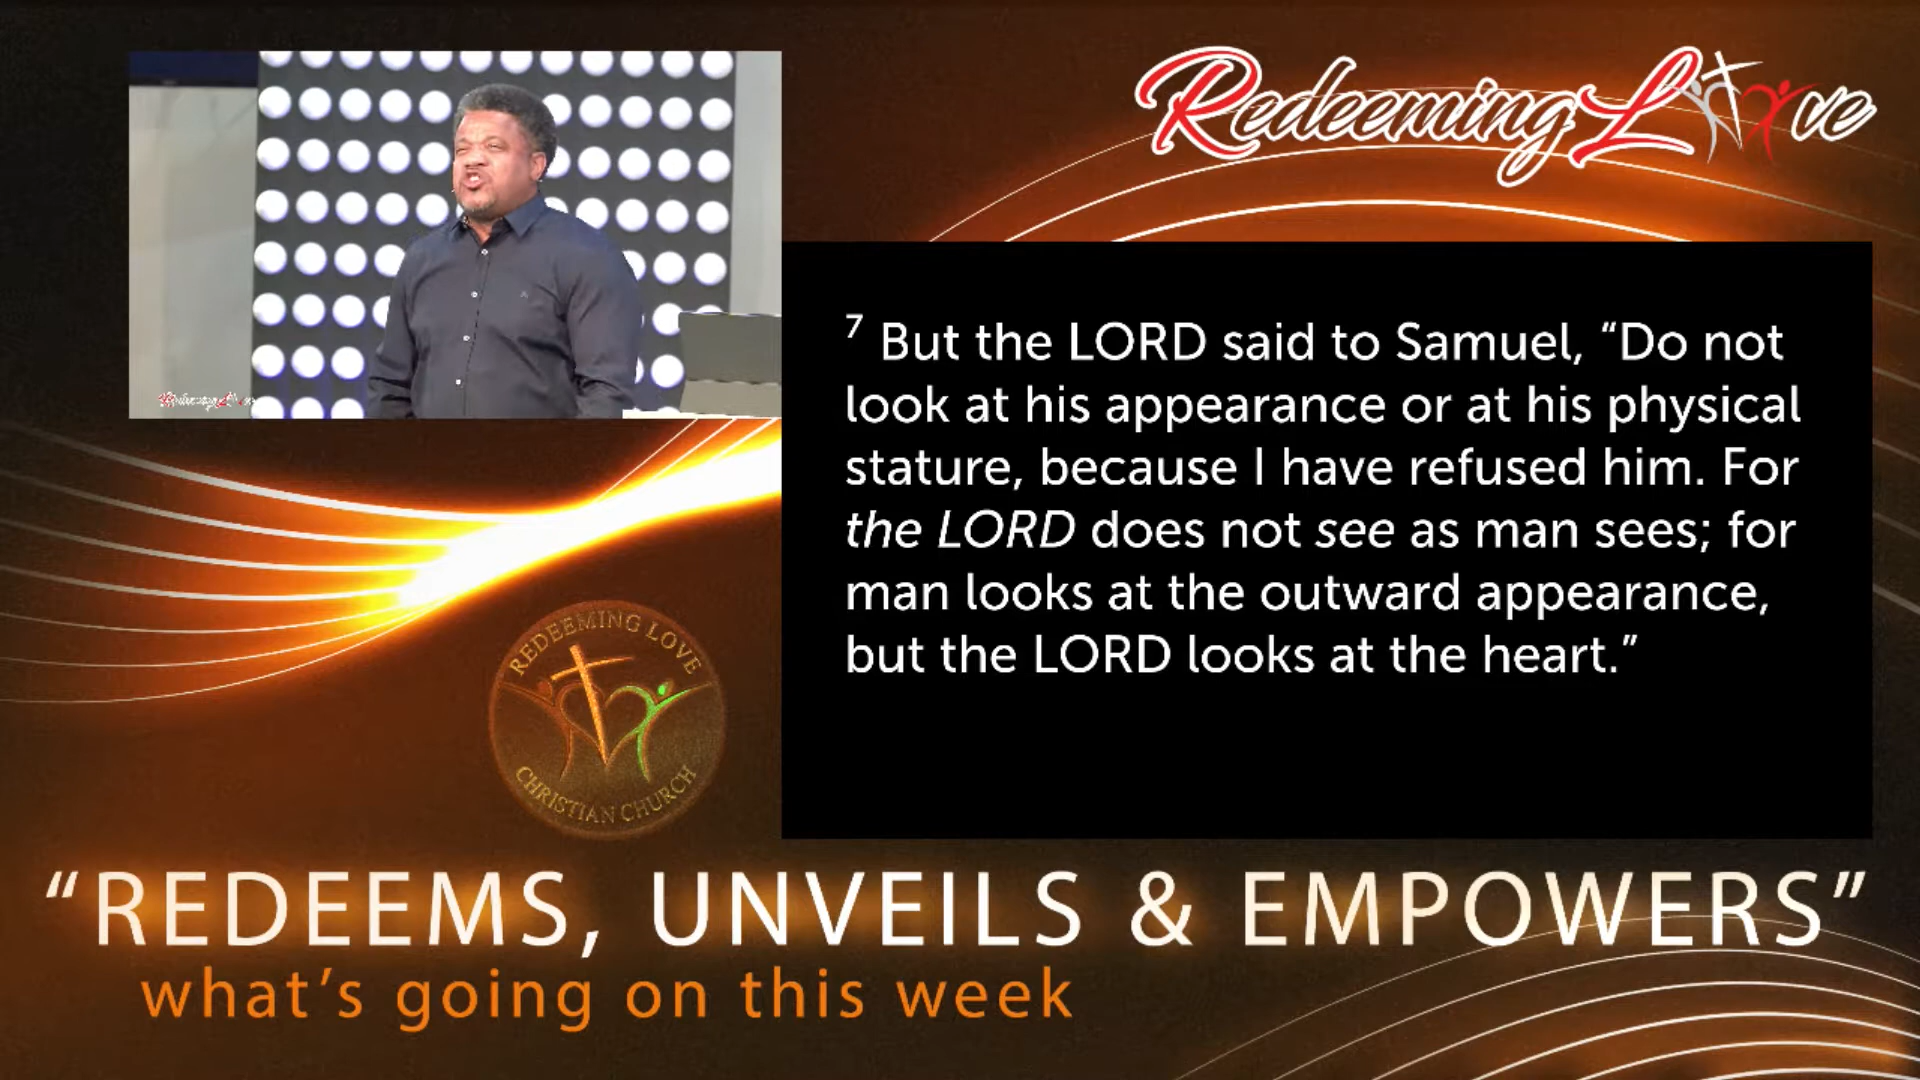 Redeeming Love
⁷ But the LORD said to Samuel, “Do not
look at his appearance or at his physical
stature, because I have refused him. For
the LORD does not see as man sees; for
man looks at the outward appearance,
but the LORD looks at the heart.”
Redeeming Love
REDEEMING LOVE
CHRISTIAN CHURCH
“REDEEMS, UNVEILS & EMPOWERS”
what’s going on this week